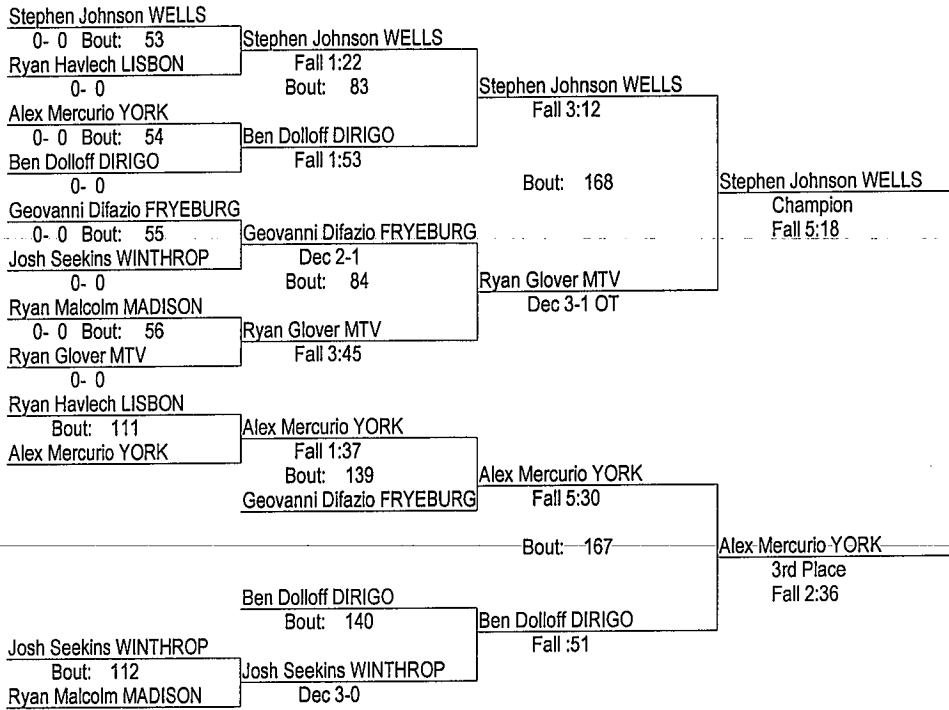 Stephen Johnson WELLS
0- 0 Bout: 53
Ryan Havlech LISBON
0- 0
Alex Mercurio YORK
0- 0 Bout: 54
Ben Dolloff DIRIGO
0- 0
Geovanni Difazio FRYEBURG
0- 0 Bout: 55
Josh Seekins WINTHROP
0- 0
Ryan Malcolm MADISON
0- 0 Bout: 56
Ryan Glover MTV
0- 0
Ryan Havlech LISBON
Bout: 111
Alex Mercurio YORK
Josh Seekins WINTHROP
Bout: 112
Ryan Malcolm MADISON
Stephen Johnson WELLS
Fall 1:22
Bout: 83
Ben Dolloff DIRIGO
Fall 1:53
Geovanni Difazio FRYEBURG
Dec 2-1
Bout: 84
Ryan Glover MTV
Fall 3:45
Alex Mercurio YORK
Fall 1:37
Bout: 139
Geovanni Difazio FRYEBURG
Ben Dolloff DIRIGO
Bout: 140
Josh Seekins WINTHROP
Dec 3-0
Stephen Johnson WELLS
Fall 3:12
Bout: 168
Ryan Glover MTV
Dec 3-1 OT
Alex Mercurio YORK
Fall 5:30
Bout: 167
Ben Dolloff DIRIGO
Fall :51
Stephen Johnson WELLS
Champion
Fall 5:18
Alex Mercurio YORK
3rd Place
Fall 2:36